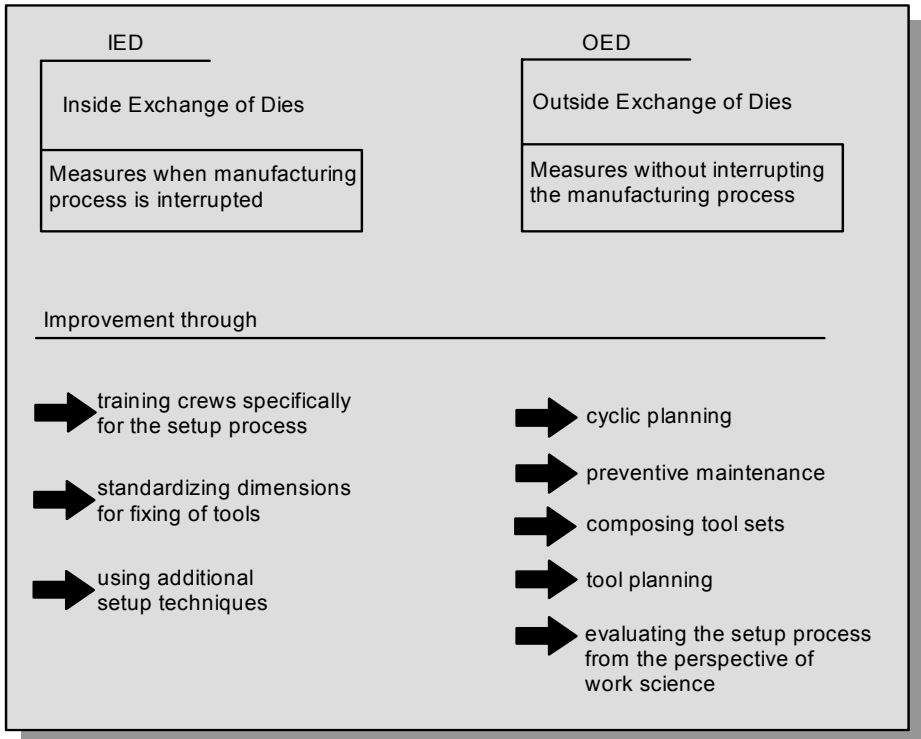 IED
Inside Exchange of Dies
Measures when manufacturing
process is interrupted
OED
Outside Exchange of Dies
Measures without interrupting
the manufacturing process
Improvement through
training crews specifically
for the setup process
standardizing dimensions
for fixing of tools
using additional
setup techniques
cyclic planning
preventive maintenance
composing tool sets
tool planning
evaluating the setup process
from the perspective of
work science